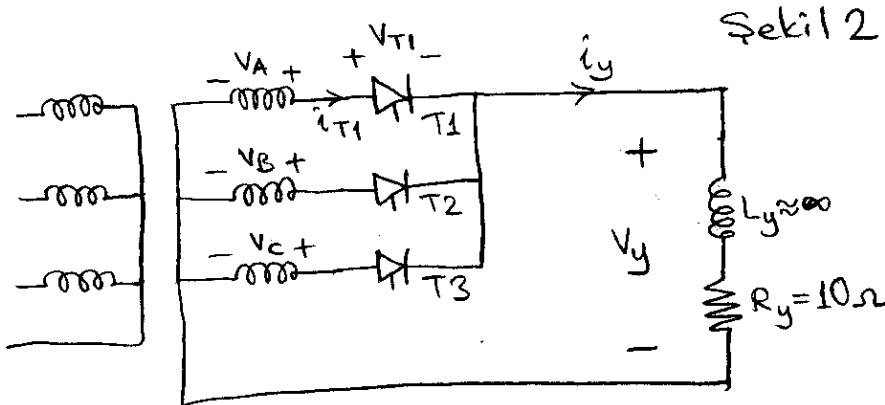 Şekil 2
+ VT1 -
- VA +
iT1
T1
iy
- VB +
T2
- VC +
T3
+
Vy
-
Ly≈∞
Ry=10Ω